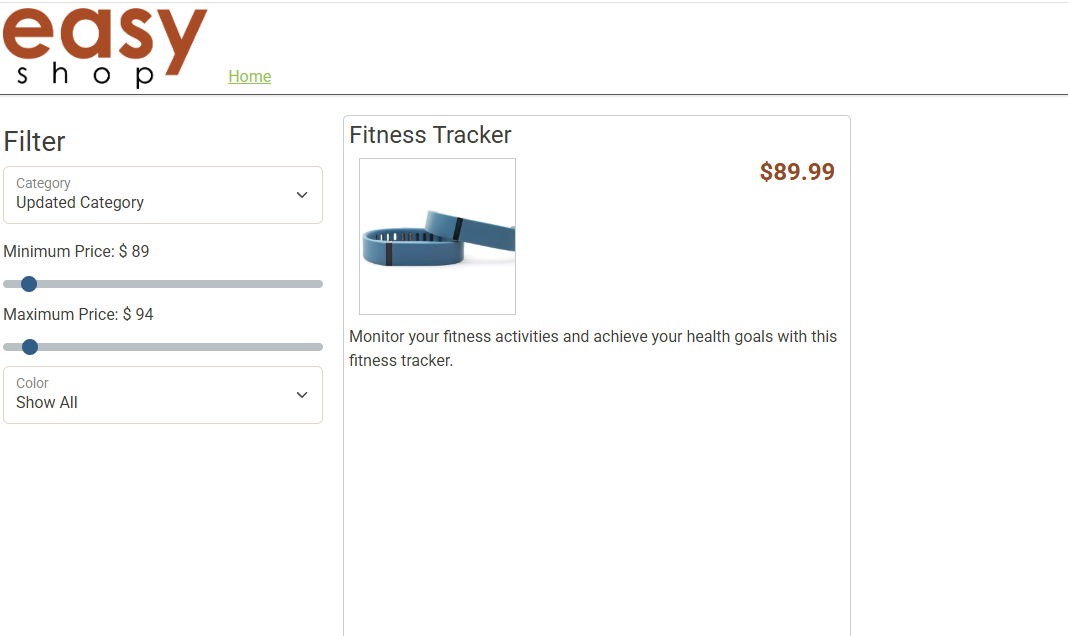 easy
shop
Home
Filter
Category
Updated Category
Minimum Price: $ 89
Maximum Price: $ 94
Color
Show All
Fitness Tracker
$89.99
Monitor your fitness activities and achieve your health goals with this
fitness tracker.